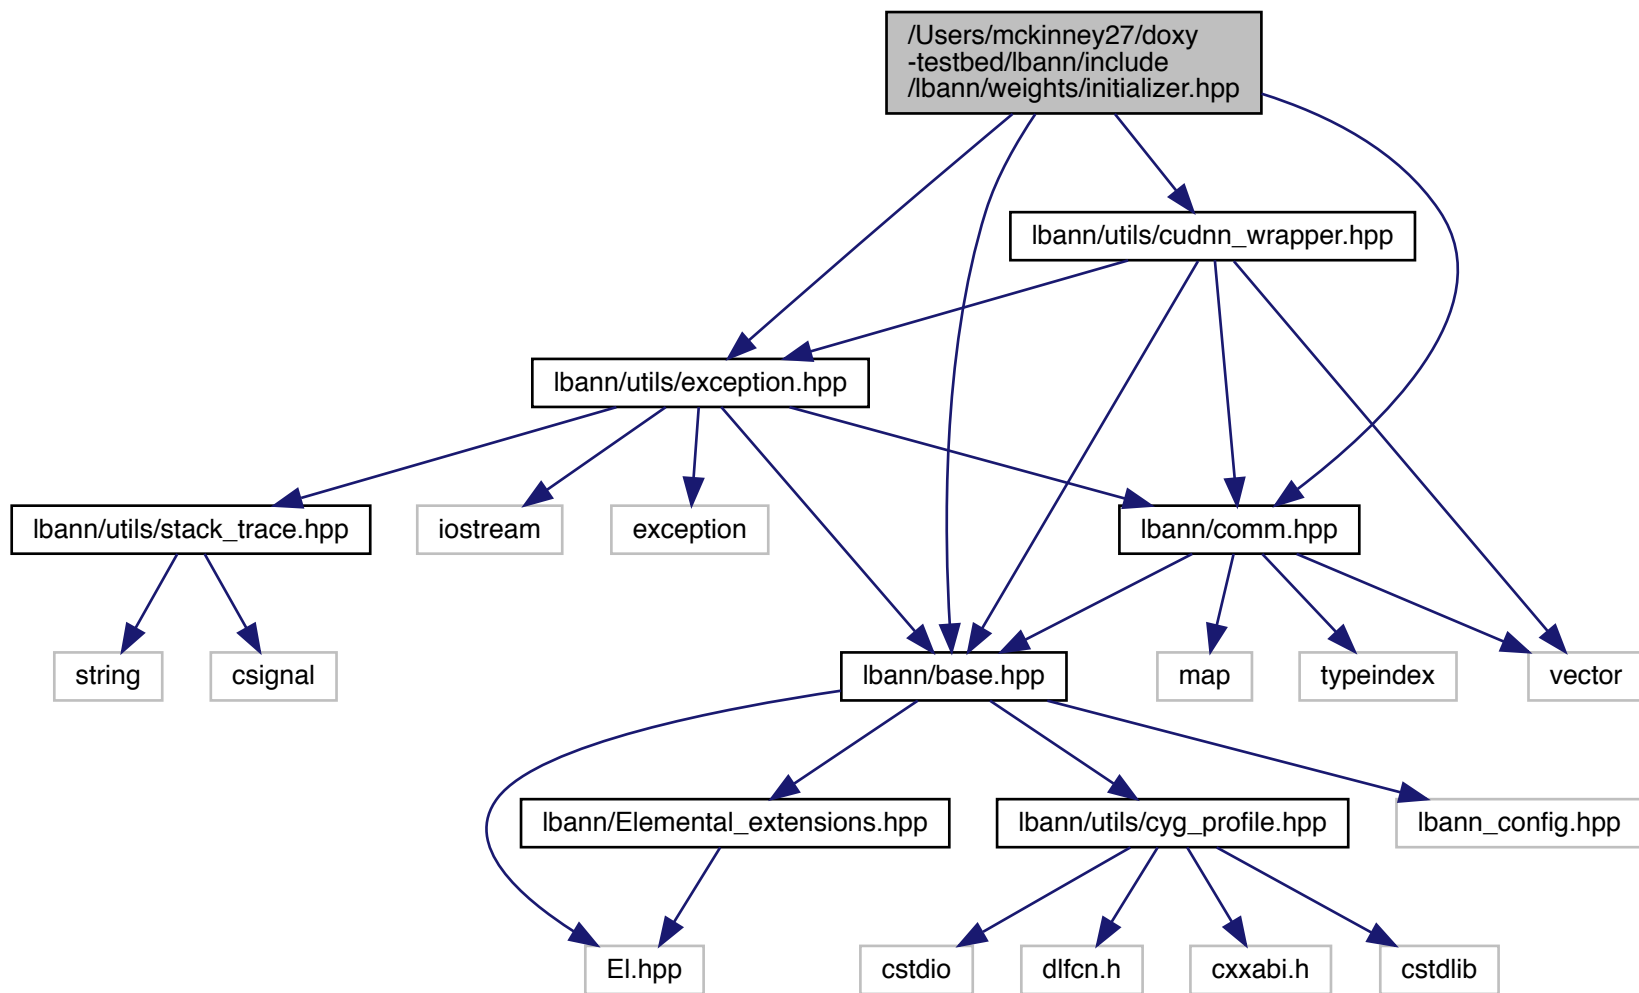 /Users/mckinney27/doxy
-testbed/lbann/include
/lbann/weights/initializer.hpp
lbann/utils/cudnn_wrapper.hpp
lbann/utils/exception.hpp
lbann/utils/stack_trace.hpp
iostream
exception
lbann/comm.hpp
string
csignal
lbann/base.hpp
map
typeindex
vector
lbann/Elemental_extensions.hpp
lbann/utils/cyg_profile.hpp
lbann_config.hpp
El.hpp
cstdio
dlfcn.h
cxxabi.h
cstdlib